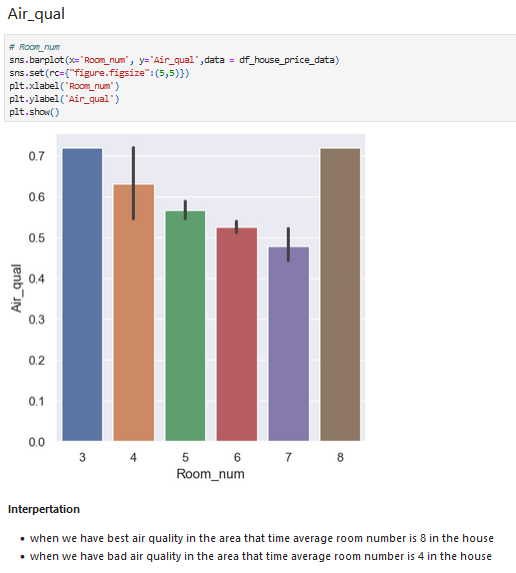 Air_qual
# Room_num
sns.barplot(x='Room_num', y='Air_qual',data = df_house_price_data)
sns.set(rc={"figure.figsize":(5,5)})
plt.xlabel('Room_num')
plt.ylabel('Air_qual')
plt.show()
0.7
0.6
0.5
0.4
0.3
0.2
0.1
0.0
Air_qual
3 4 5 6 7 8
Room_num
Interpertation
• when we have best air quality in the area that time average room number is 8 in the house
• when we have bad air quality in the area that time average room number is 4 in the house